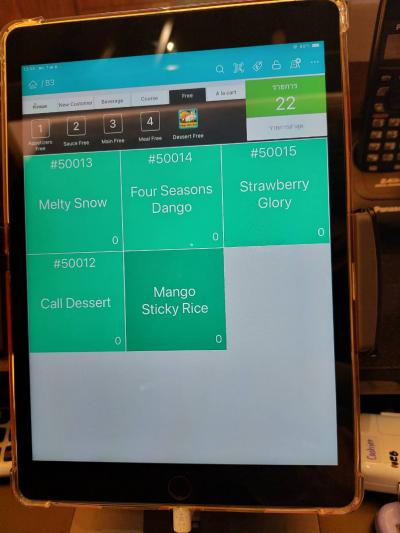 / B3
New Customer
Beverage
Course
Free
A la cart
รายการ
22
1
2
3
4
Appetizers
Free
Sauce Free
Main Free
Meal Free
Dessert Free
#50013
Melty Snow
0
#50014
Four Seasons
Dango
0
#50015
Strawberry
Glory
0
#50012
Call Dessert
0
Mango
Sticky Rice
0
Cashier